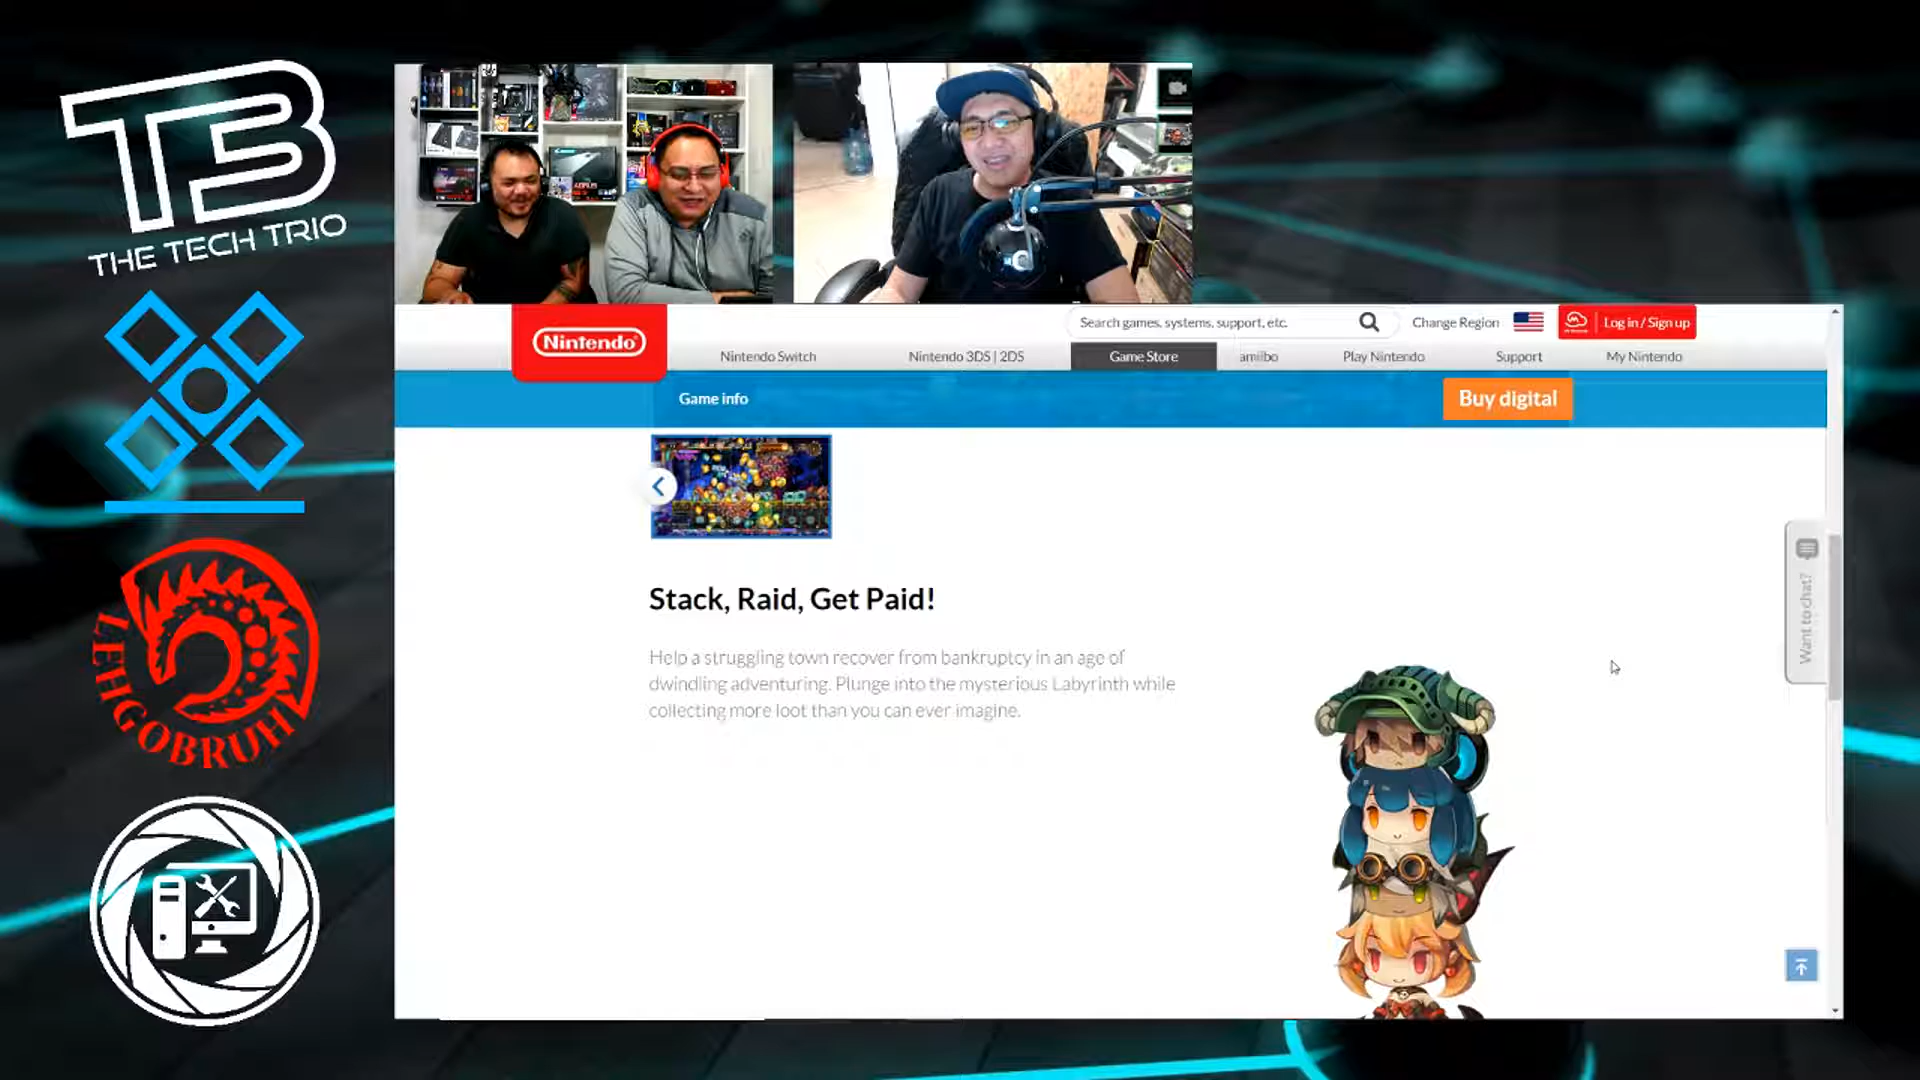 T3
THE TECH TRIO
LEHGOBRUH
Nintendo
Search games, systems, support, etc.
Change Region
Log in / Sign up
Nintendo Switch
Nintendo 3DS | 2DS
Game Store
amiibo
Play Nintendo
Support
My Nintendo
Game info
Buy digital
Stack, Raid, Get Paid!
Help a struggling town recover from bankruptcy in an age of
dwindling adventuring. Plunge into the mysterious Labyrinth while
collecting more loot than you can ever imagine.
Want to chat?